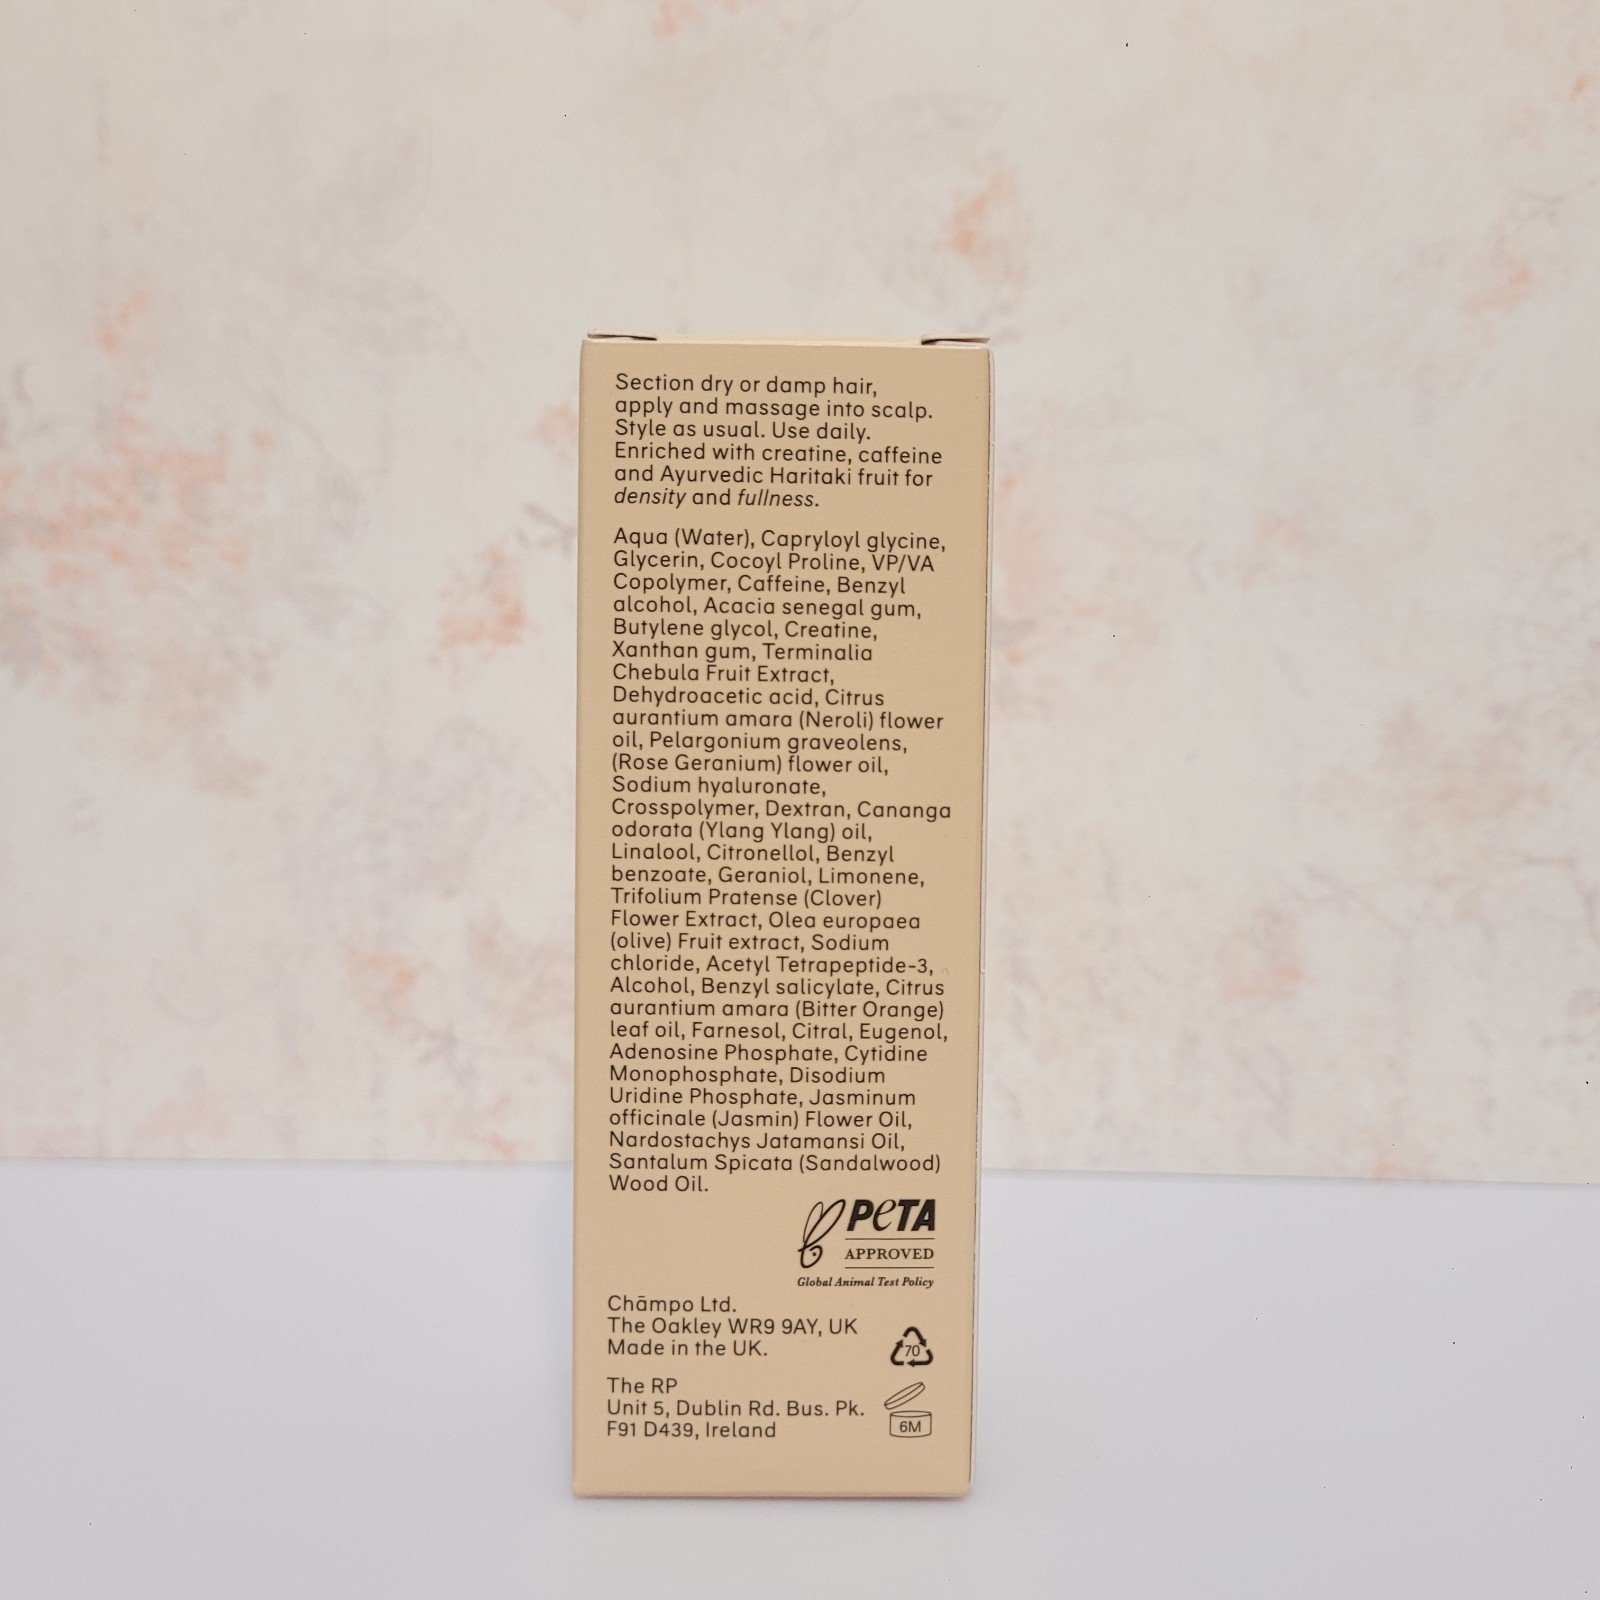 Section dry or damp hair,
apply and massage into scalp.
Style as usual. Use daily.
Enriched with creatine, caffeine
and Ayurvedic Haritaki fruit for
density and fullness.
Aqua (Water), Capryloyl glycine,
Glycerin, Cocoyl Proline, VP/VA
Copolymer, Caffeine, Benzyl
alcohol, Acacia senegal gum,
Butylene glycol, Creatine,
Xanthan gum, Terminalia
Chebula Fruit Extract,
Dehydroacetic acid, Citrus
aurantium amara (Neroli) flower
oil, Pelargonium graveolens,
(Rose Geranium) flower oil,
Sodium hyaluronate,
Crosspolymer, Dextran, Cananga
odorata (Ylang Ylang) oil,
Linalool, Citronellol, Benzyl
benzoate, Geraniol, Limonene,
Trifolium Pratense (Clover)
Flower Extract, Olea europaea
(olive) Fruit extract, Sodium
chloride, Acetyl Tetrapeptide-3,
Alcohol, Benzyl salicylate, Citrus
aurantium amara (Bitter Orange)
leaf oil, Farnesol, Citral, Eugenol,
Adenosine Phosphate, Cytidine
Monophosphate, Disodium
Uridine Phosphate, Jasminum
officinale (Jasmin) Flower Oil,
Nardostachys Jatamansi Oil,
Santalum Spicata (Sandalwood)
Wood Oil.
PETA
APPROVED
Global Animal Test Policy
Chāmpo Ltd.
The Oakley WR9 9AY, UK
Made in the UK.
70
The RP
Unit 5, Dublin Rd. Bus. Pk.
F91 D439, Ireland
6M